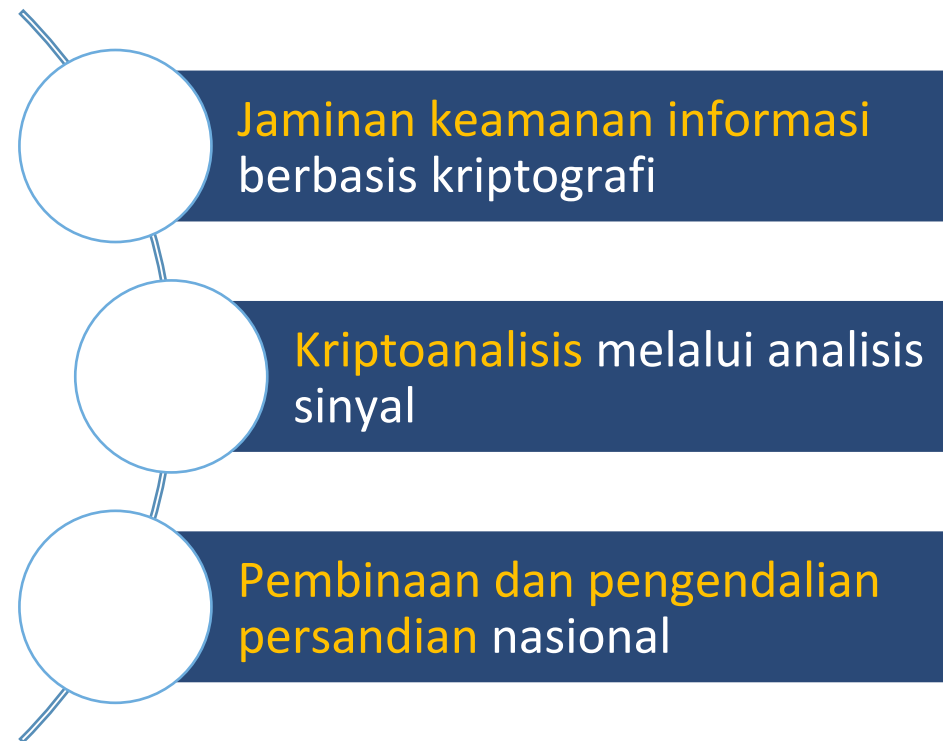 Jaminan keamanan informasi
berbasis kriptografi
Kriptoanalisis melalui analisis
sinyal
Pembinaan dan pengendalian
persandian nasional